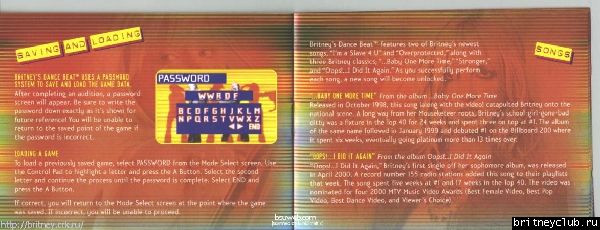 SAVING AND LOADING
BRITNEY'S DANCE BEAT™ USES A PASSWORD
SYSTEM TO SAVE AND LOAD THE GAME DATA.
After completing an audition, a password
screen will appear. Be sure to write the
password down exactly as it's shown for
future reference! You will be unable to
return to the saved point of the game if
the password is incorrect.
PASSWORD
WWRDF
BCDFGHJKLM
NPQRSTVWXYZ
END
LOADING A GAME
To load a previously saved game, select PASSWORD from the Mode Select screen. Use
the Control Pad to highlight a letter and press the A Button. Select the second
letter and continue the process until the password is complete. Select END and
press the A Button.
If correct, you will return to the Mode Select screen at the point where the game
was saved. If incorrect, you will be unable to proceed.
SONGS
Britney's Dance Beat™ features two of Britney's newest
songs, "I'm a Slave 4 U" and "Overprotected," along with
three Britney classics, "...Baby One More Time," "Stronger,"
and "Oops!...I Did It Again." As you successfully perform
each song, a new song will become unlocked.
"...BABY ONE MORE TIME" From the album ...Baby One More Time
Released in October 1998, this song (along with the video) catapulted Britney onto the
national scene. A long way from her Mouseketeer roots, Britney's school-girl-gone-bad
ditty was a fixture in the Top 40 for 24 weeks and spent three on top at #1. The album
of the same name followed in January 1999 and debuted #1 on the Billboard 200 where
it spent six weeks, eventually going platinum more than 13 times over.
"OOPS!...I DID IT AGAIN" From the album Oops!...I Did It Again
"Oops!...I Did It Again," Britney's first single off her sophomore album, was released
in April 2000. A record 155 radio stations added this song to their playlists
that week. The song spent five weeks at #1 and 17 weeks in the Top 40. The video was
nominated for four 2000 MTV Music Video Awards (Best Female Video, Best Pop
Video, Best Dance Video, and Viewer's Choice).
http://britney.ctk.ru/
bsuweb.com
britneyclub.ru